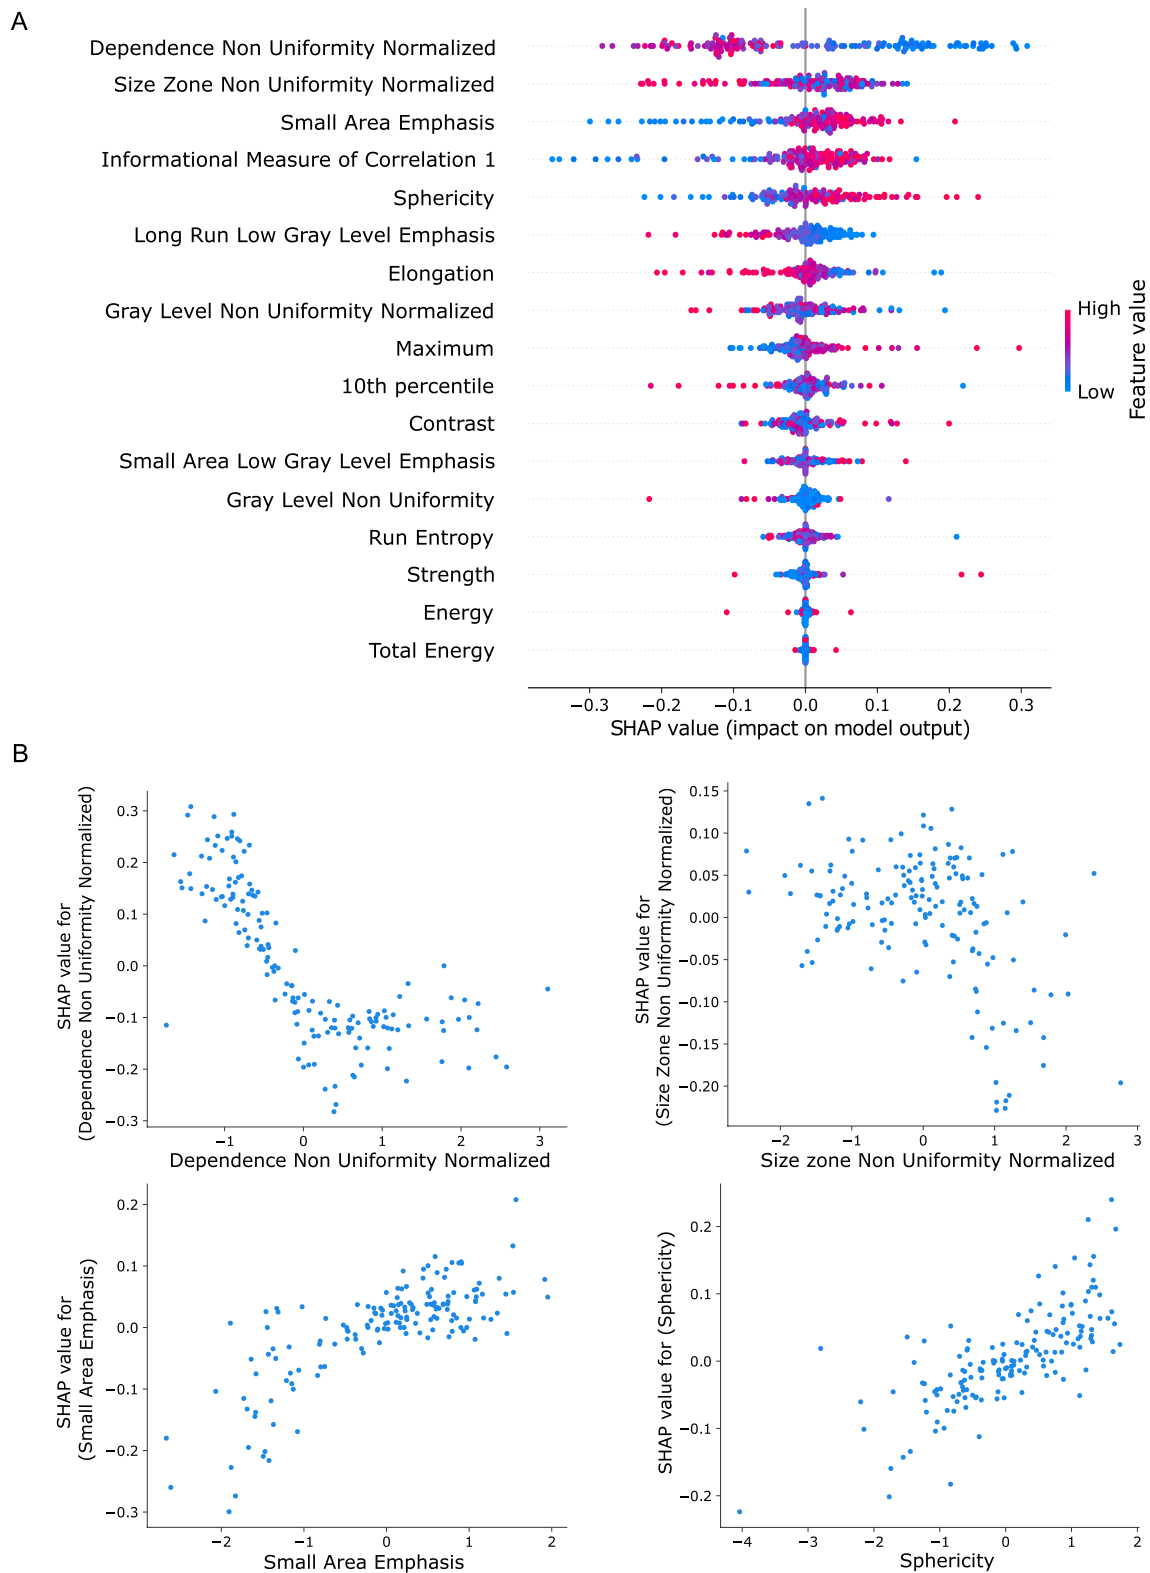 A
Dependence Non Uniformity Normalized
Size Zone Non Uniformity Normalized
Small Area Emphasis
Informational Measure of Correlation 1
Sphericity
Long Run Low Gray Level Emphasis
Elongation
Gray Level Non Uniformity Normalized
Maximum
10th percentile
Contrast
Small Area Low Gray Level Emphasis
Gray Level Non Uniformity
Run Entropy
Strength
Energy
Total Energy
−0.3 −0.2 −0.1 0.0 0.1 0.2 0.3
SHAP value (impact on model output)
High
Low
Feature value
B
SHAP value for
(Dependence Non Uniformity Normalized)
0.3
0.2
0.1
0.0
−0.1
−0.2
−0.3
−1 0 1 2 3
Dependence Non Uniformity Normalized
SHAP value for
(Size Zone Non Uniformity Normalized)
0.15
0.10
0.05
0.00
−0.05
−0.10
−0.15
−0.20
−2 −1 0 1 2 3
Size zone Non Uniformity Normalized
SHAP value for
(Small Area Emphasis)
0.2
0.1
0.0
−0.1
−0.2
−0.3
−2 −1 0 1 2
Small Area Emphasis
SHAP value for (Sphericity)
0.2
0.1
0.0
−0.1
−0.2
−4 −3 −2 −1 0 1 2
Sphericity